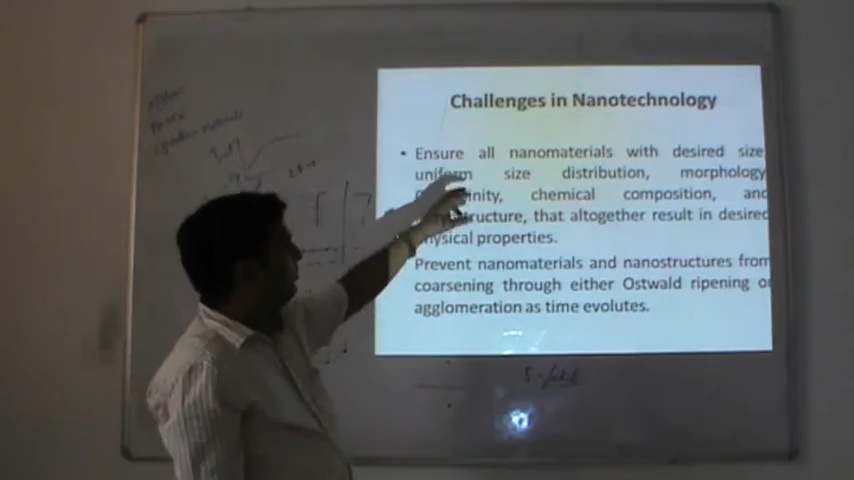 Challenges in Nanotechnology
• Ensure all nanomaterials with desired size
uniform size distribution, morphology
chemical composition, and
that altogether result in desired
physical properties.
Prevent nanomaterials and nanostructures from
coarsening through either Ostwald ripening or
agglomeration as time evolutes.